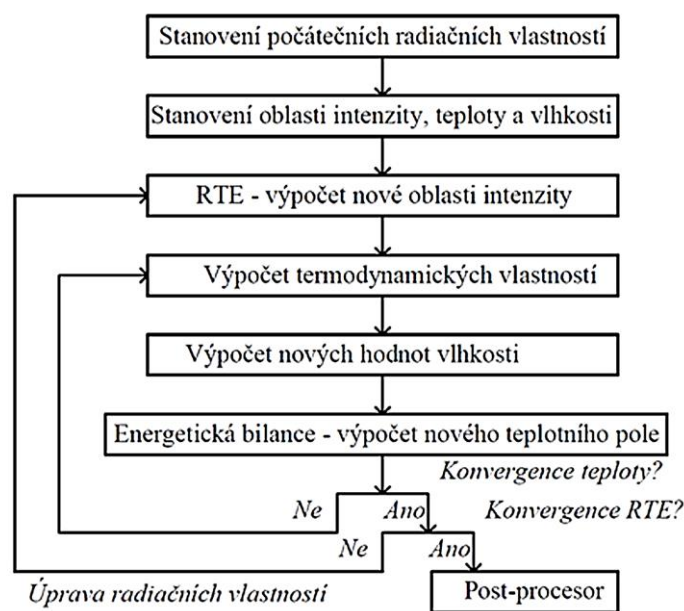 Stanovení počátečních radiačních vlastností
Stanovení oblasti intenzity, teploty a vlhkosti
RTE - výpočet nové oblasti intenzity
Výpočet termodynamických vlastností
Výpočet nových hodnot vlhkosti
Energetická bilance - výpočet nového teplotního pole
Konvergence teploty?
Ne
Ano
Konvergence RTE?
Ne
Ano
Úprava radiačních vlastností
Post-procesor